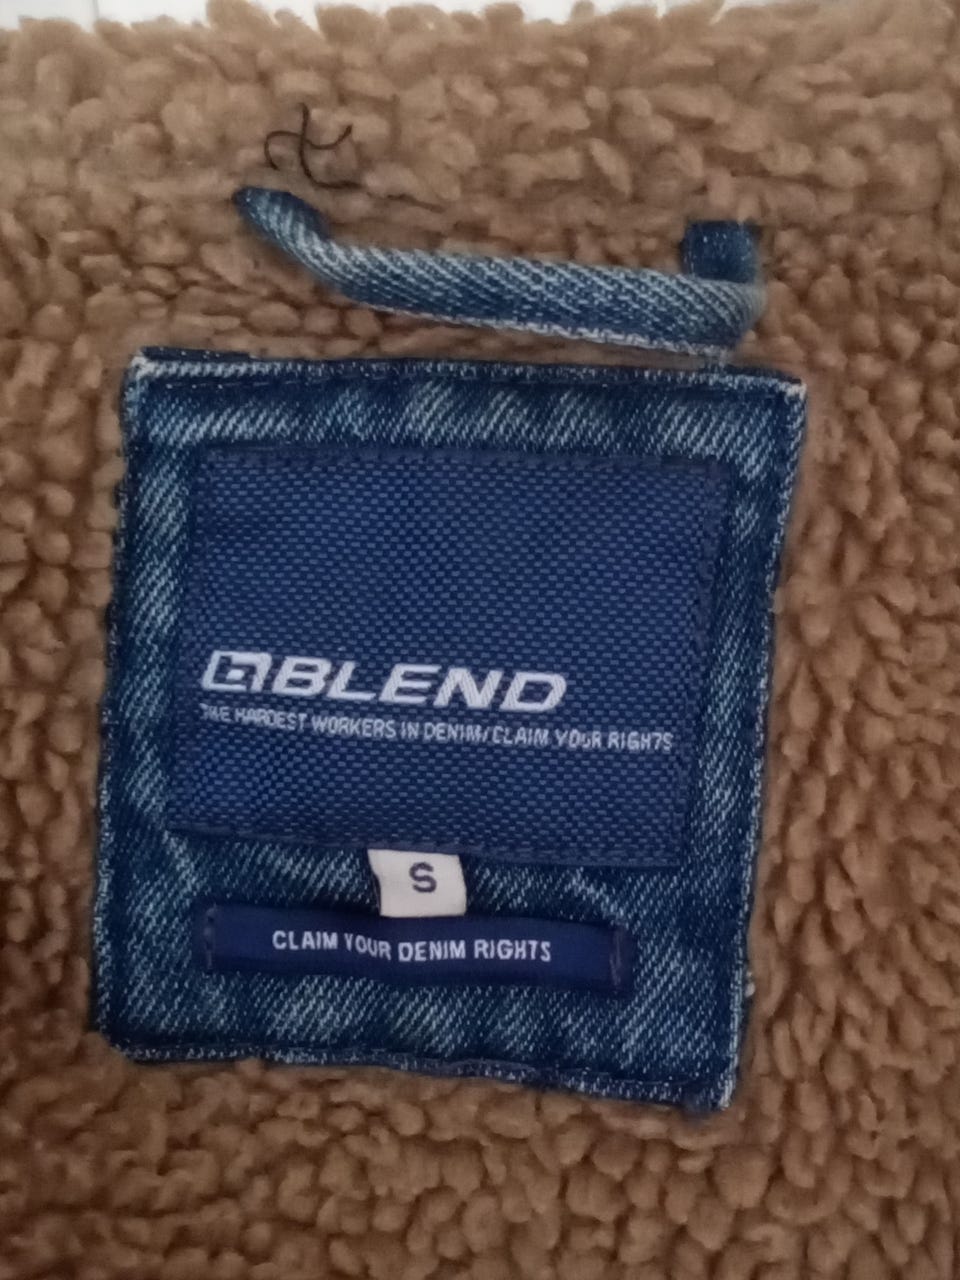 BLEND
THE HARDEST WORKERS IN DENIM/CLAIM YOUR RIGHTS
S
CLAIM YOUR DENIM RIGHTS